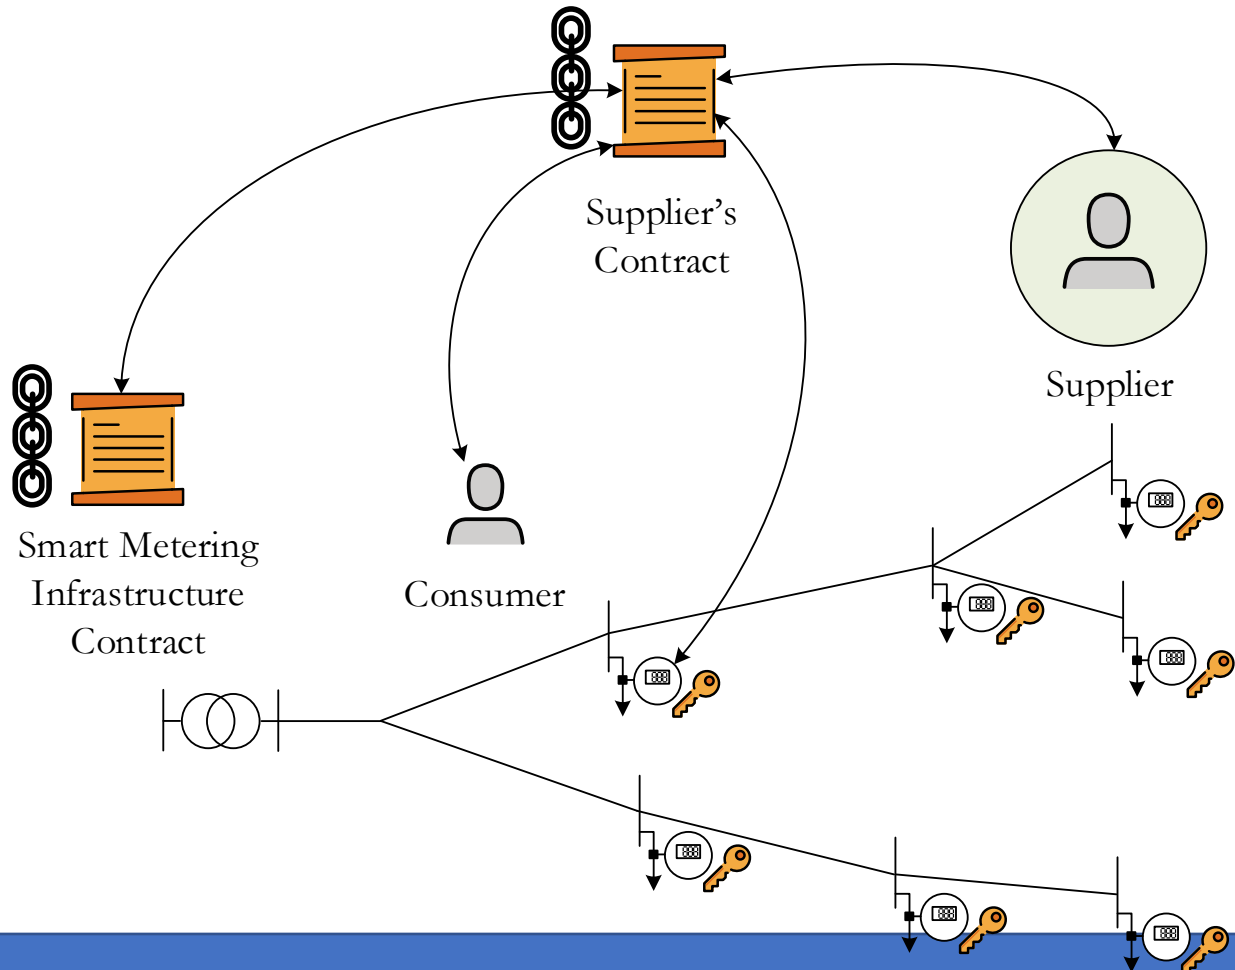 Supplier’s
Contract
Supplier
Smart Metering
Infrastructure
Contract
Consumer